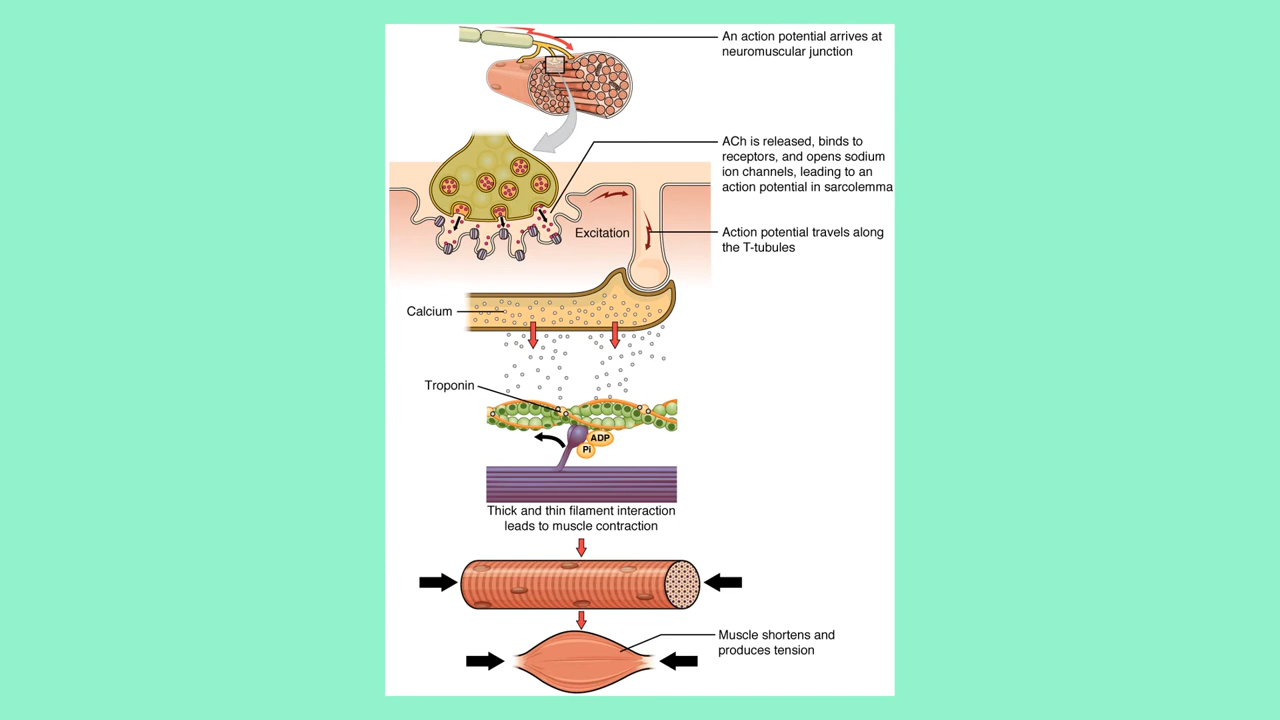 An action potential arrives at
neuromuscular junction
ACh is released, binds to
receptors, and opens sodium
ion channels, leading to an
action potential in sarcolemma
Excitation
Action potential travels along
the T-tubules
Calcium
Troponin
ADP
Pi
Thick and thin filament interaction
leads to muscle contraction
Muscle shortens and
produces tension